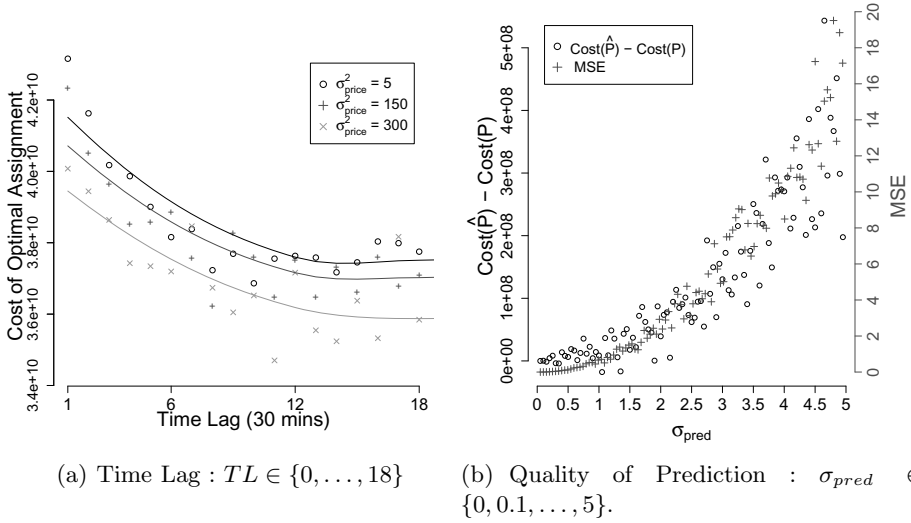 Cost of Optimal Assignment
3.4e+10 3.6e+10 3.8e+10 4.0e+10 4.2e+10
σ²price = 5
σ²price = 150
σ²price = 300
1 6 12 18
Time Lag (30 mins)
Cost(P̂) − Cost(P)
0e+00 1e+08 2e+08 3e+08 4e+08 5e+08
Cost(P̂) − Cost(P)
MSE
0 0.5 1 1.5 2 2.5 3 3.5 4 4.5 5
σpred
0 2 4 6 8 10 12 14 16 18 20
MSE
(a) Time Lag : TL ∈ {0, . . . , 18}
(b) Quality of Prediction : σpred ∈
{0, 0.1, . . . , 5}.